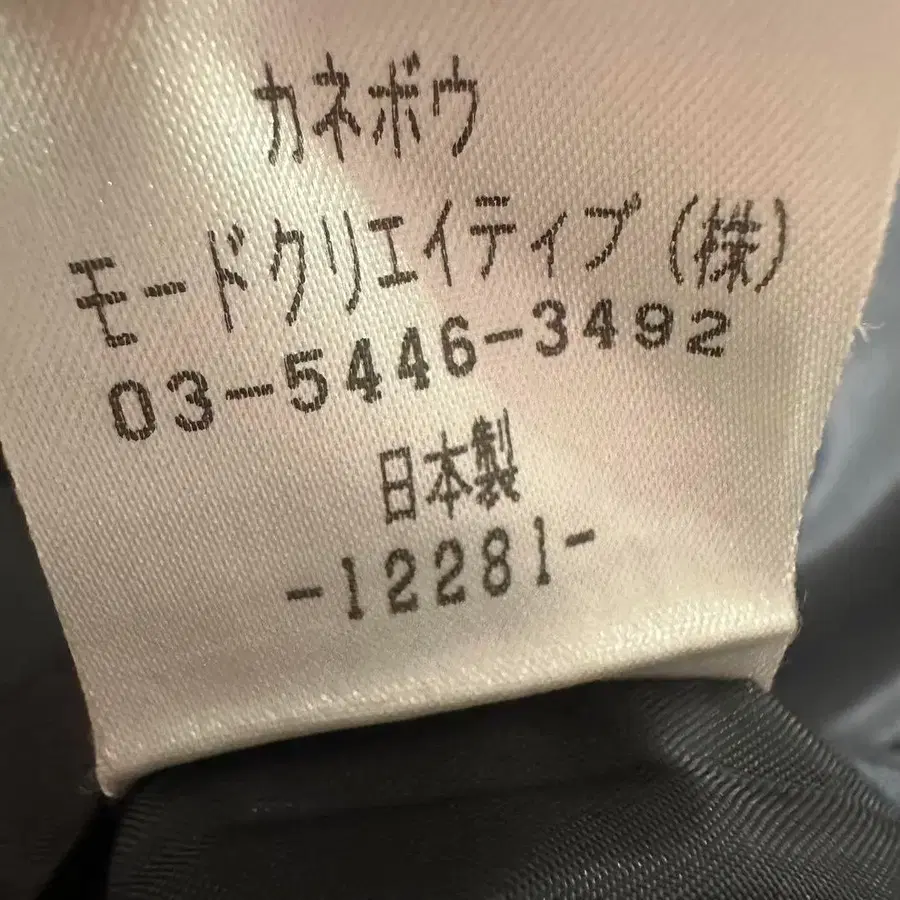 カネボウ
モードクリエイティブ(株)
03-5446-3492
日本製
-12281-